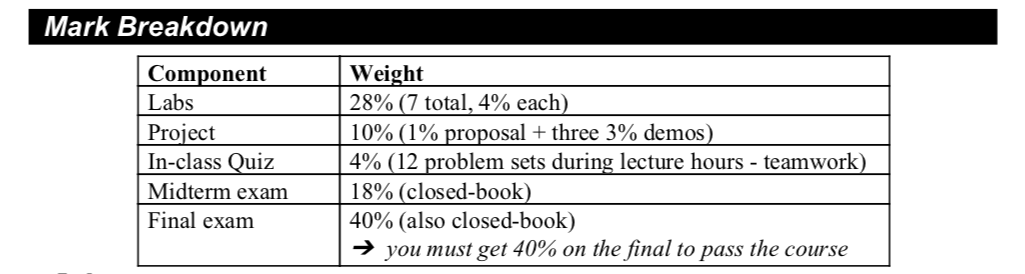 Mark Breakdown
Component Weight
Labs 28% (7 total, 4% each)
Project 10% (1% proposal + three 3% demos)
In-class Quiz 4% (12 problem sets during lecture hours - teamwork)
Midterm exam 18% (closed-book)
Final exam 40% (also closed-book)
➔ you must get 40% on the final to pass the course